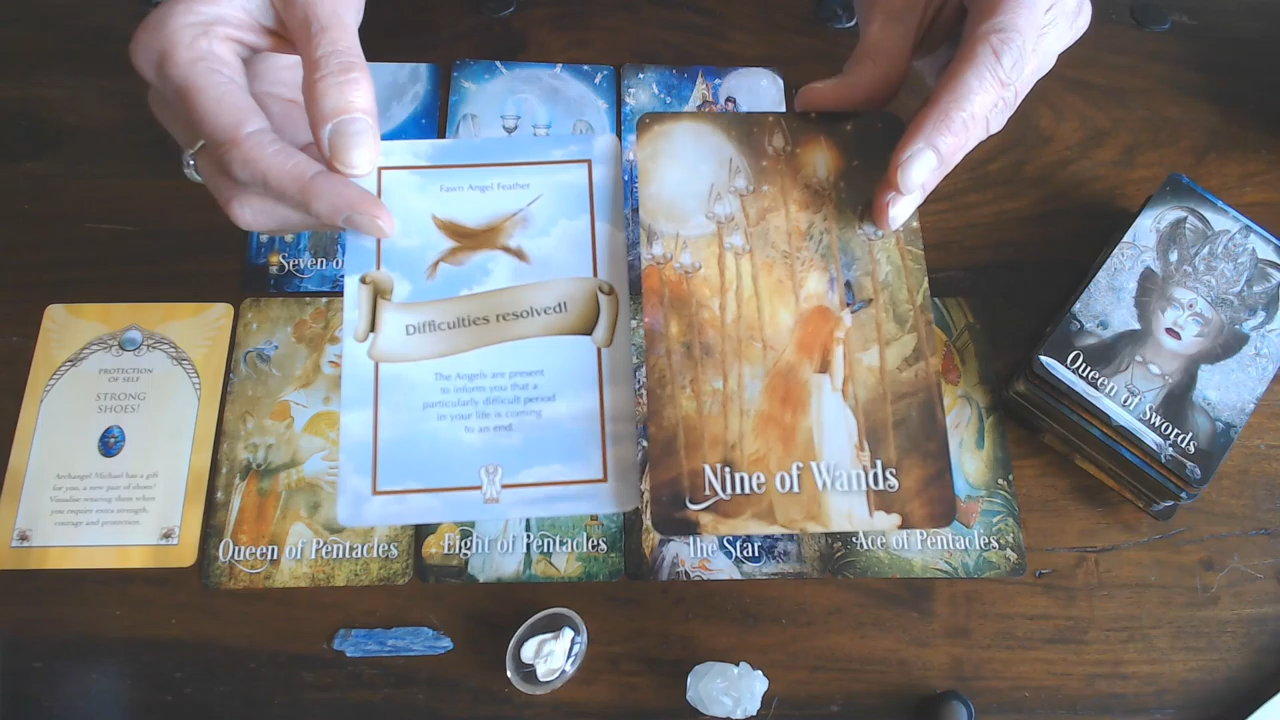 Fawn Angel Feather
Difficulties resolved!
The Angels are present
to inform you that a
particularly difficult period
in your life is coming
to an end.
Nine of Wands
Seven of
PROTECTION
OF SELF
STRONG
SHOES!
Archangel Michael has a gift
for you, a new pair of shoes!
Visualise wearing them when
you require extra strength,
courage and protection.
Queen of Pentacles
Eight of Pentacles
The Star
Ace of Pentacles
Queen of Swords